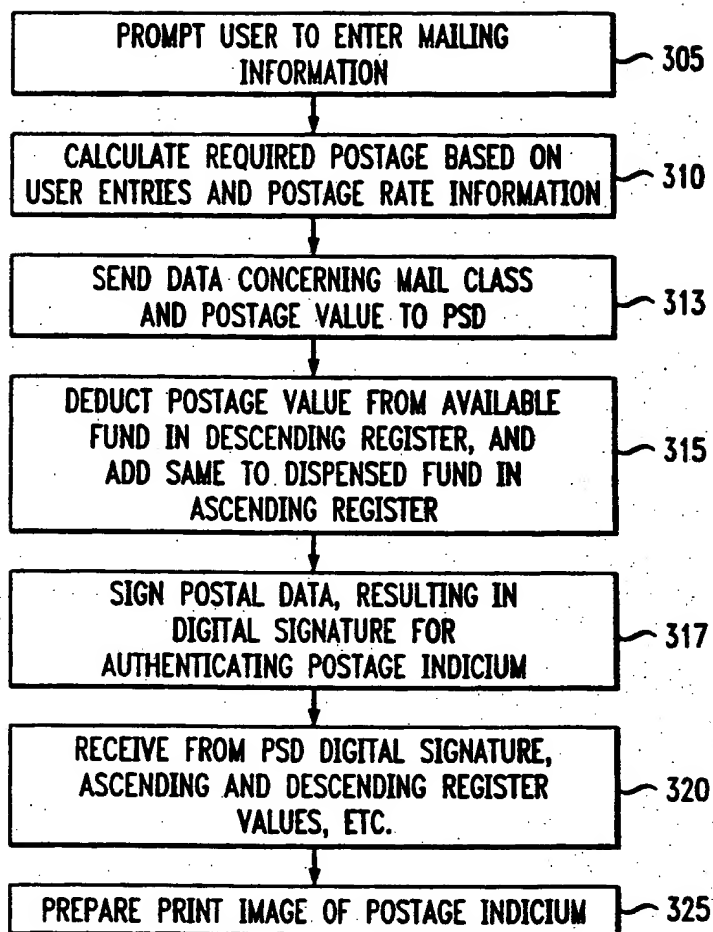 PROMPT USER TO ENTER MAILING
INFORMATION
305
CALCULATE REQUIRED POSTAGE BASED ON
USER ENTRIES AND POSTAGE RATE INFORMATION
310
SEND DATA CONCERNING MAIL CLASS
AND POSTAGE VALUE TO PSD
313
DEDUCT POSTAGE VALUE FROM AVAILABLE
FUND IN DESCENDING REGISTER, AND
ADD SAME TO DISPENSED FUND IN
ASCENDING REGISTER
315
SIGN POSTAL DATA, RESULTING IN
DIGITAL SIGNATURE FOR
AUTHENTICATING POSTAGE INDICIUM
317
RECEIVE FROM PSD DIGITAL SIGNATURE,
ASCENDING AND DESCENDING REGISTER
VALUES, ETC.
320
PREPARE PRINT IMAGE OF POSTAGE INDICIUM
325